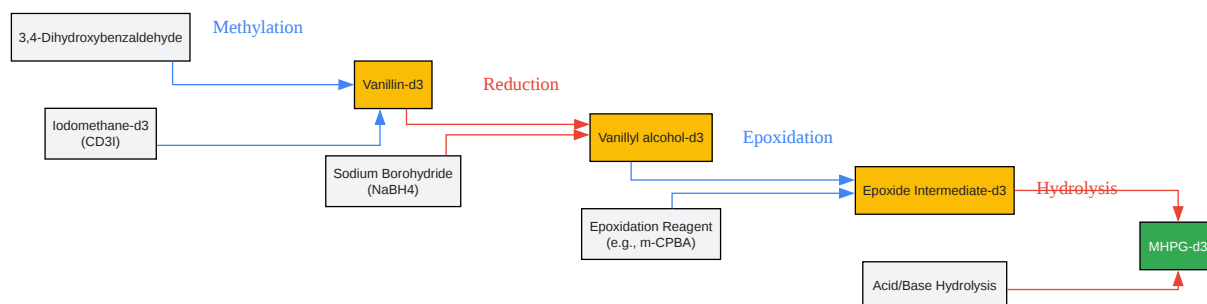 3,4-Dihydroxybenzaldehyde
Methylation
Iodomethane-d3
(CD3I)
Vanillin-d3
Reduction
Sodium Borohydride
(NaBH4)
Vanillyl alcohol-d3
Epoxidation
Epoxidation Reagent
(e.g., m-CPBA)
Epoxide Intermediate-d3
Hydrolysis
Acid/Base Hydrolysis
MHPG-d3